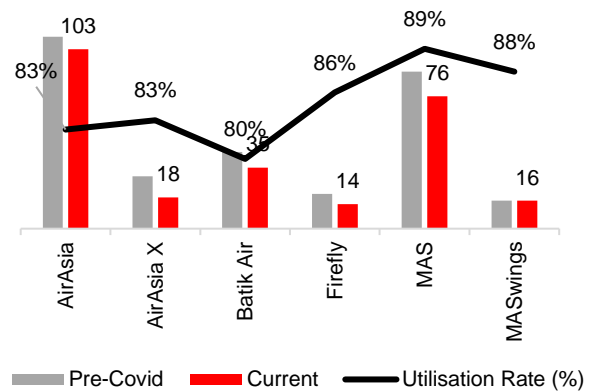 103
83%
83%
18
80%
35
86%
14
89%
76
88%
16
AirAsia
AirAsia X
Batik Air
Firefly
MAS
MASwings
Pre-Covid
Current
Utilisation Rate (%)